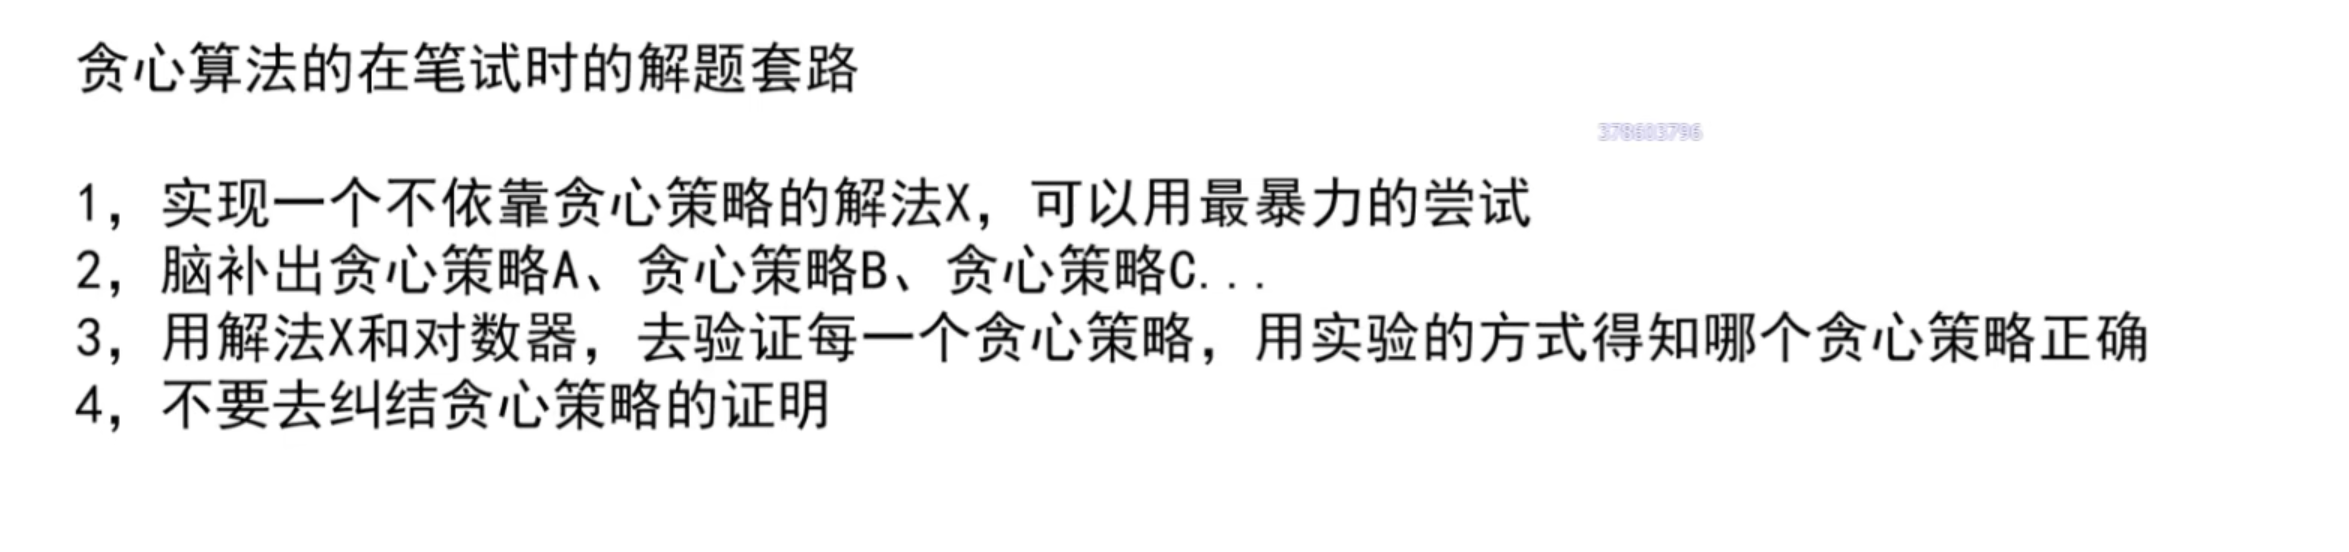 贪心算法的在笔试时的解题套路
378603796
1，实现一个不依靠贪心策略的解法X，可以用最暴力的尝试
2，脑补出贪心策略A、贪心策略B、贪心策略C...
3，用解法X和对数器，去验证每一个贪心策略，用实验的方式得知哪个贪心策略正确
4，不要去纠结贪心策略的证明